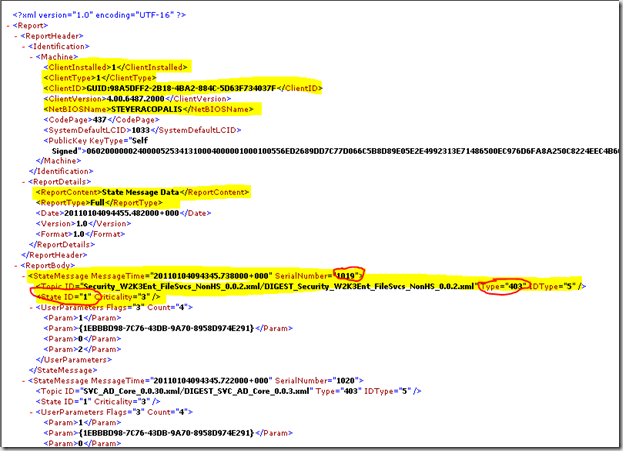 <?xml version="1.0" encoding="UTF-16" ?>
- <Report>
- <ReportHeader>
- <Identification>
- <Machine>
<ClientInstalled>1</ClientInstalled>
<ClientType>1</ClientType>
<ClientID>GUID:98A5DFF2-2B18-4BA2-884C-5D63F734037F</ClientID>
<ClientVersion>4.00.6487.2000</ClientVersion>
<NetBIOSName>STEVERACOPALIS</NetBIOSName>
<CodePage>437</CodePage>
<SystemDefaultLCID>1033</SystemDefaultLCID>
<PublicKey KeyType="Self
Signed">0602000000240000525341310004000001000100556ED2689DD7C77D066C5B8D89E05E2E4992313E71486500EC976D6FA8A250C8224EEC4B6
</Machine>
</Identification>
- <ReportDetails>
<ReportContent>State Message Data</ReportContent>
<ReportType>Full</ReportType>
<Date>20110104094455.482000+000</Date>
<Version>1.0</Version>
<Format>1.0</Format>
</ReportDetails>
</ReportHeader>
- <ReportBody>
- <StateMessage MessageTime="20110104094345.738000+000" SerialNumber="1019">
<Topic ID="Security_W2K3Ent_FileSvcs_NonHS_0.0.2.xml/DIGEST_Security_W2K3Ent_FileSvcs_NonHS_0.0.2.xml" Type="403" IDType="5" />
<State ID="1" Criticality="3" />
- <UserParameters Flags="3" Count="4">
<Param>1</Param>
<Param>{1EBBBD98-7C76-43DB-9A70-8958D974E291}</Param>
<Param>0</Param>
<Param>2</Param>
</UserParameters>
</StateMessage>
- <StateMessage MessageTime="20110104094345.722000+000" SerialNumber="1020">
<Topic ID="SVC_AD_Core_0.0.30.xml/DIGEST_SVC_AD_Core_0.0.3.xml" Type="403" IDType="5" />
<State ID="1" Criticality="3" />
- <UserParameters Flags="3" Count="4">
<Param>1</Param>
<Param>{1EBBBD98-7C76-43DB-9A70-8958D974E291}</Param>
<Param>0</Param>